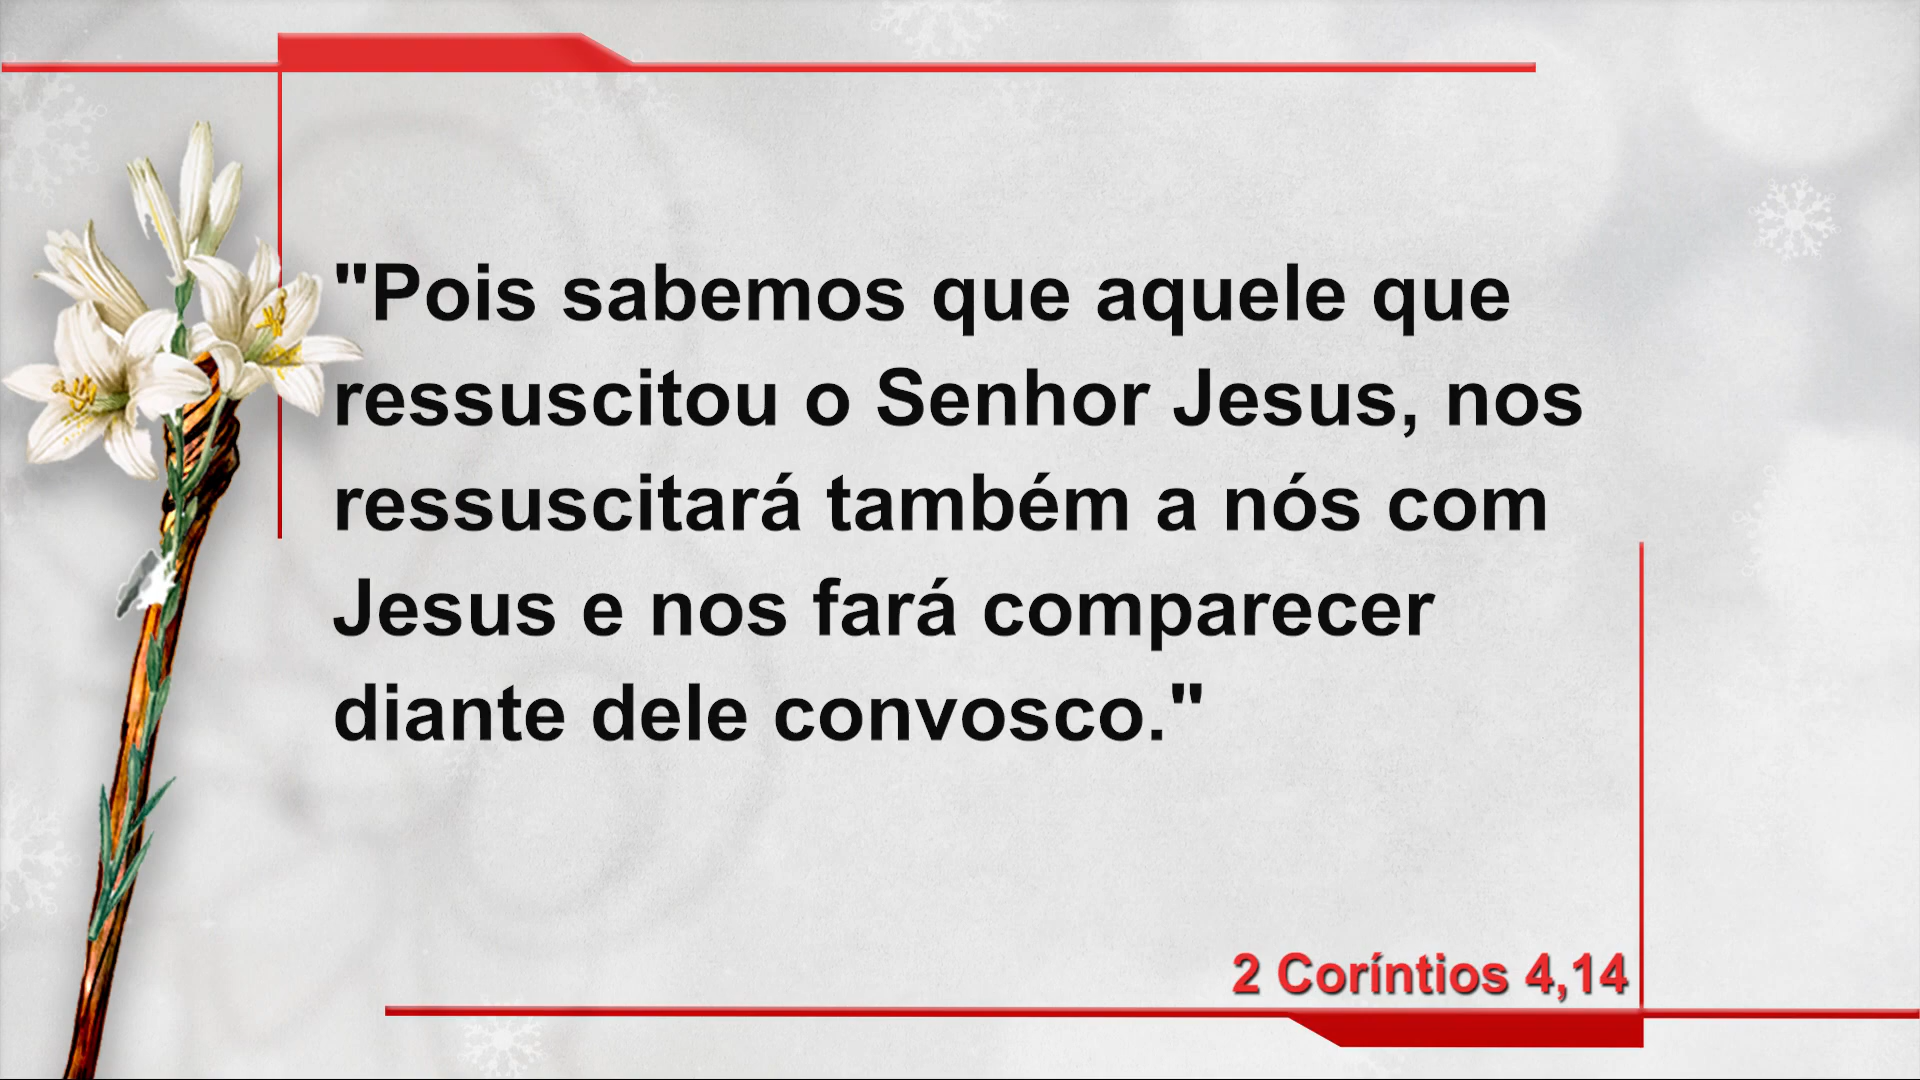 "Pois sabemos que aquele que
ressuscitou o Senhor Jesus, nos
ressuscitará também a nós com
Jesus e nos fará comparecer
diante dele convosco."
2 Coríntios 4,14